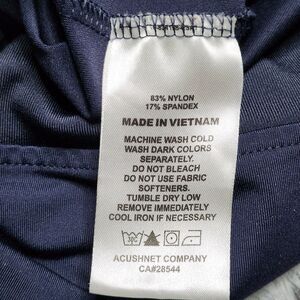 83% NYLON
17% SPANDEX
MADE IN VIETNAM
MACHINE WASH COLD
WASH DARK COLORS
SEPARATELY.
DO NOT BLEACH
DO NOT USE FABRIC
SOFTENERS.
TUMBLE DRY LOW
REMOVE IMMEDIATELY
COOL IRON IF NECESSARY
ACUSHNET COMPANY
CA#28544